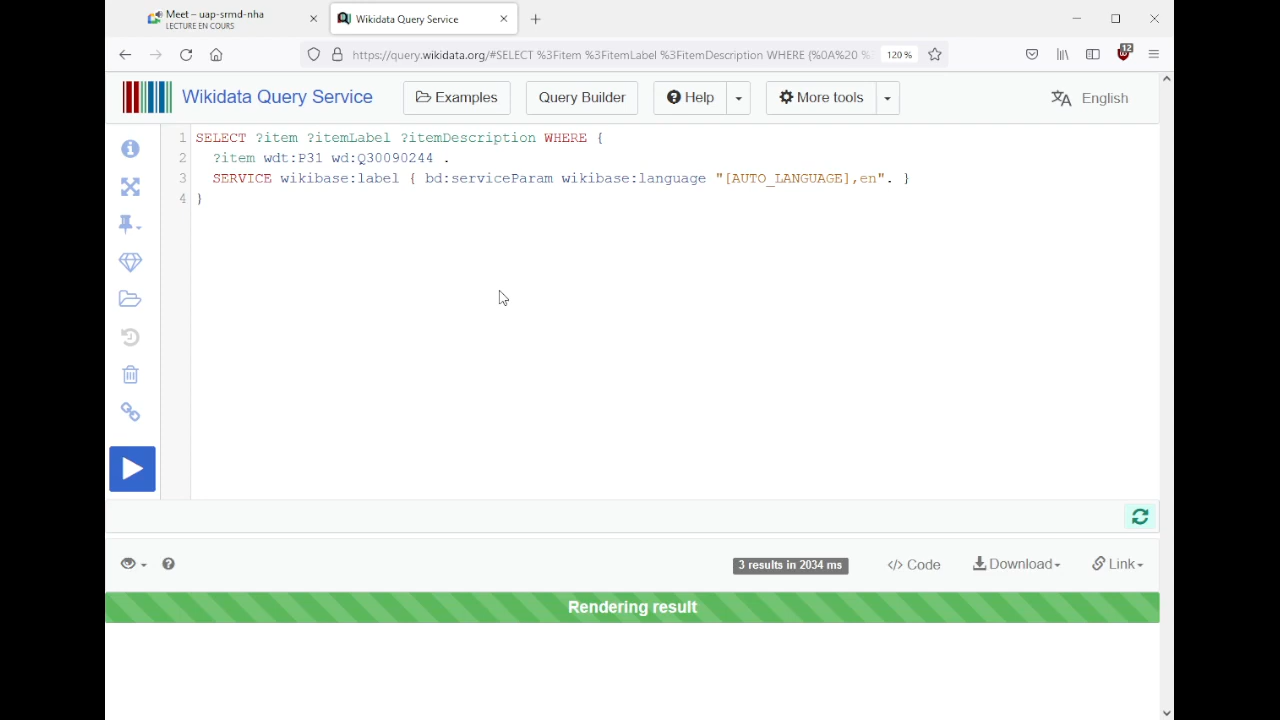 Meet – uap-srmd-nha
LECTURE EN COURS
Wikidata Query Service
https://query.wikidata.org/#SELECT %3Fitem %3FitemLabel %3FitemDescription WHERE {%0A%20 %
120 %
12
Wikidata Query Service
Examples
Query Builder
Help
More tools
English
1 SELECT ?item ?itemLabel ?itemDescription WHERE {
2 ?item wdt:P31 wd:Q30090244 .
3 SERVICE wikibase:label { bd:serviceParam wikibase:language "[AUTO_LANGUAGE],en". }
4 }
3 results in 2034 ms
</> Code
Download
Link
Rendering result